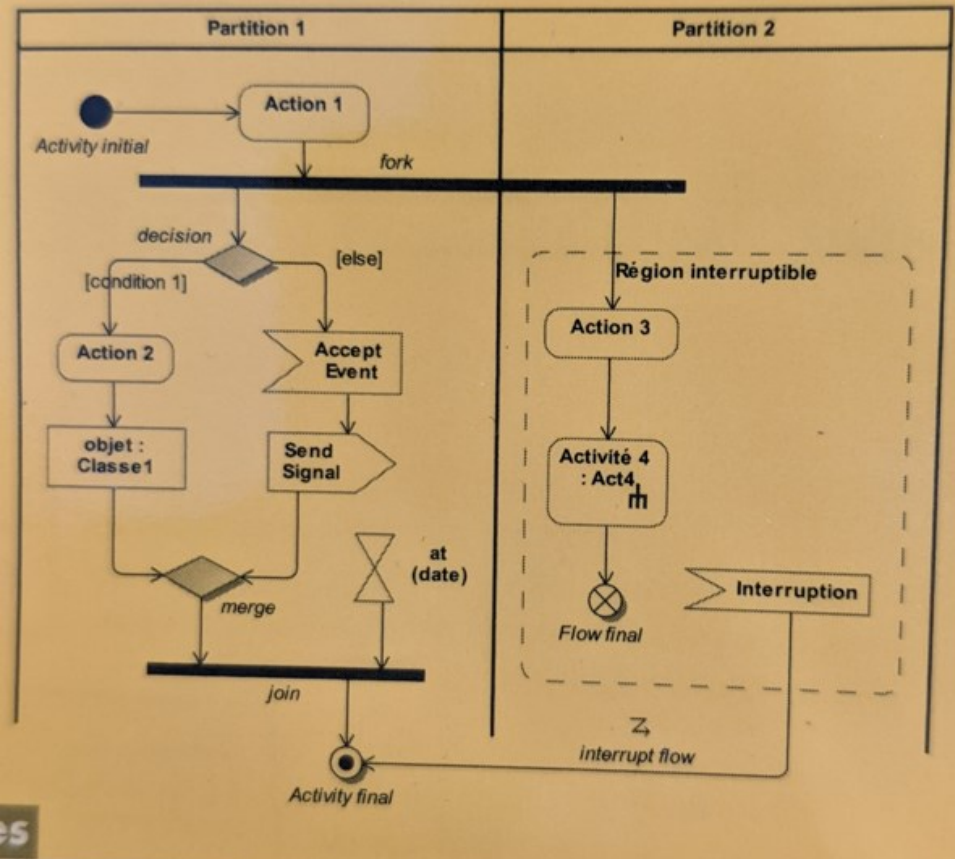 Partition 1
Partition 2
Action 1
Activity initial
fork
decision
[condition 1]
[else]
Région interruptible
Action 2
Accept
Event
Action 3
objet :
Classe1
Send
Signal
Activité 4
: Act4
at
(date)
merge
Interruption
Flow final
join
interrupt flow
Activity final
es